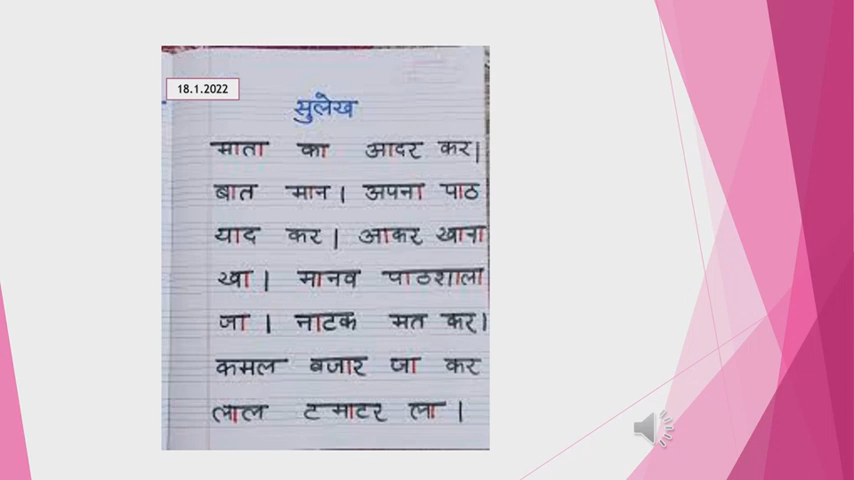 18.1.2022
सुलेख
माता का आदर कर।
बात मान। अपना पाठ
याद कर। आकर खाना
खा। मानव पाठशाला
जा। नाटक मत कर।
कमल बजार जा कर
लाल टमाटर ला।